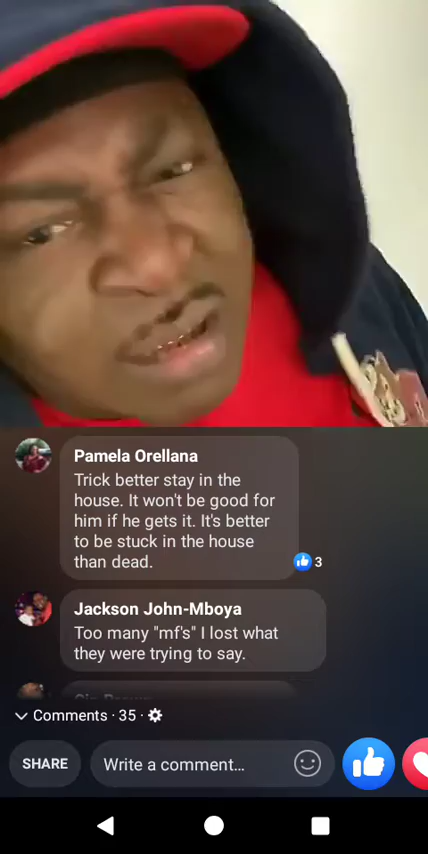 Pamela Orellana
Trick better stay in the
house. It won't be good for
him if he gets it. It's better
to be stuck in the house
than dead.
3
Jackson John-Mboya
Too many "mf's" I lost what
they were trying to say.
Comments · 35 ·
SHARE
Write a comment...